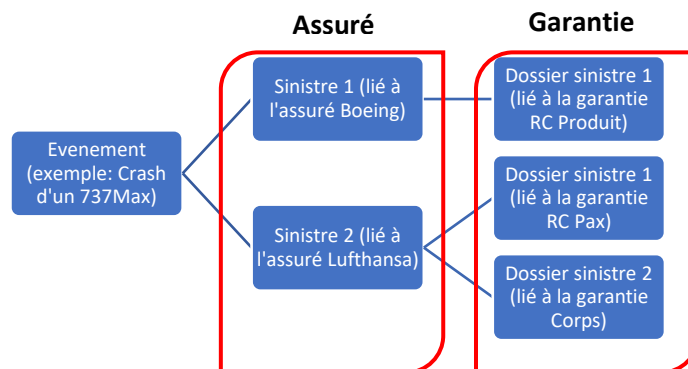 Assuré
Garantie
Evenement
(exemple: Crash
d'un 737Max)
Sinistre 1 (lié à
l'assuré Boeing)
Sinistre 2 (lié à
l'assuré Lufthansa)
Dossier sinistre 1
(lié à la garantie
RC Produit)
Dossier sinistre 1
(lié à la garantie
RC Pax)
Dossier sinistre 2
(lié à la garantie
Corps)